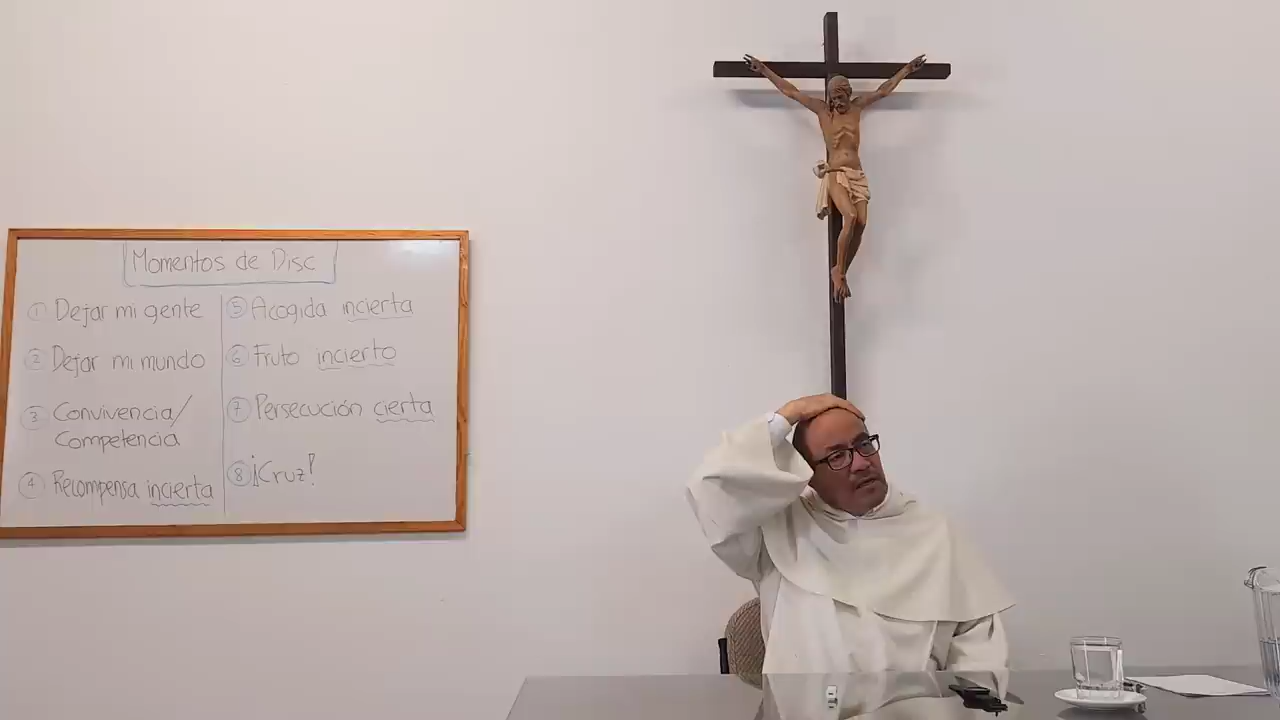 Momentos de Disc
① Dejar mi gente
② Dejar mi mundo
③ Convivencia/
Competencia
④ Recompensa incierta
⑤ Acogida incierta
⑥ Fruto incierto
⑦ Persecución cierta
⑧ ¡Cruz!